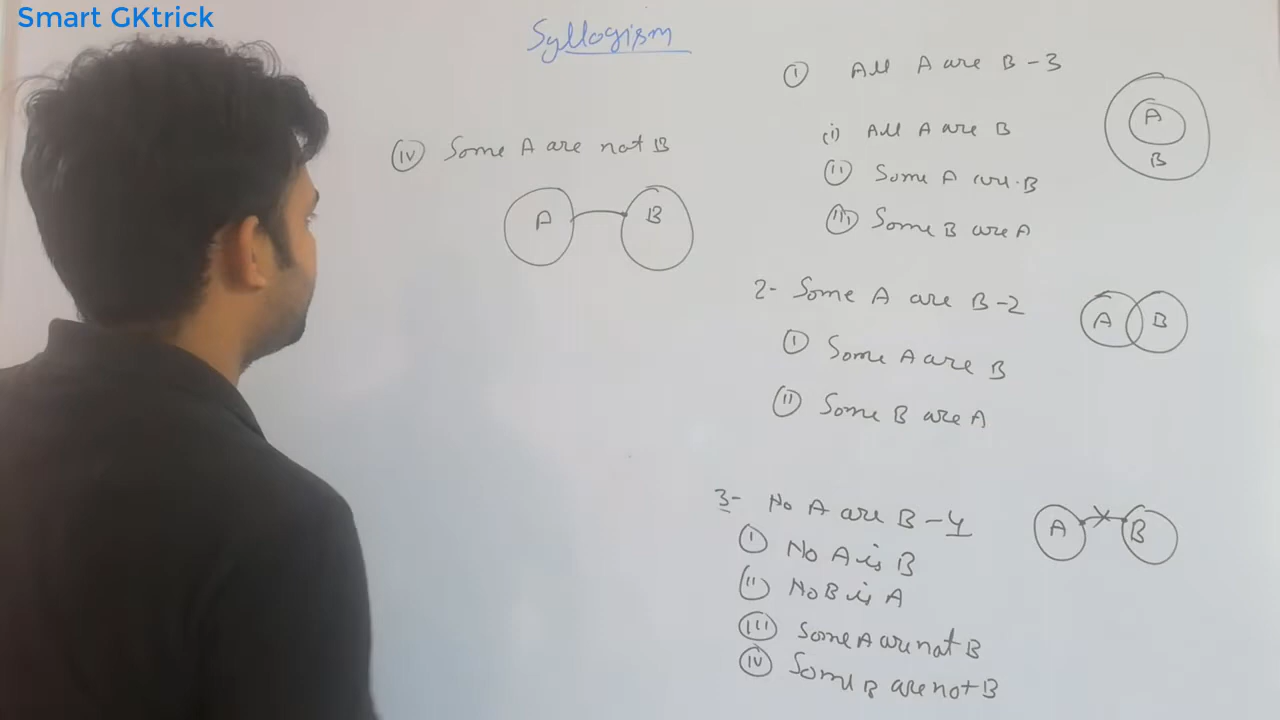 Smart GKtrick
Syllogism
(iv) Some A are not B
A B
(i) All A are B - 3
(i) All A are B
(ii) Some A are B
(iii) Some B are A
A
B
2- Some A are B - 2
(i) Some A are B
(ii) Some B are A
A B
3- No A are B - 4
(i) No A is B
(ii) No B is A
(iii) Some A are not B
(iv) Some B are not B
A B